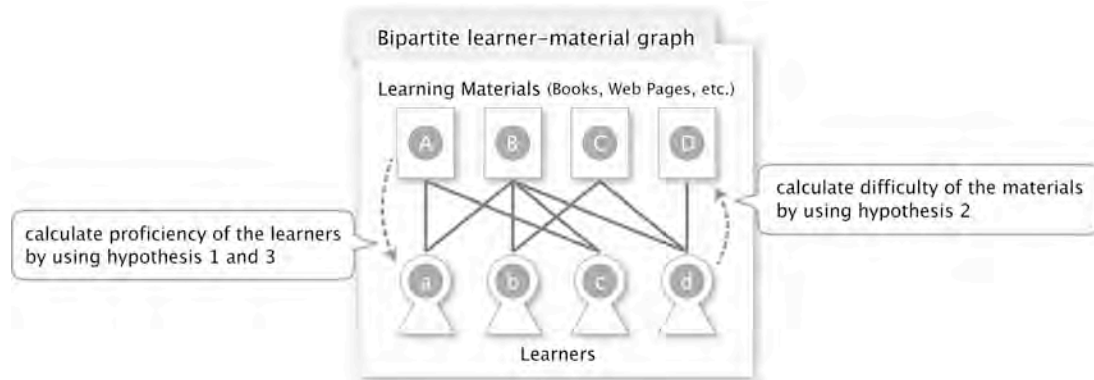 Bipartite learner-material graph
Learning Materials (Books, Web Pages, etc.)
A B C D
calculate difficulty of the materials
by using hypothesis 2
calculate proficiency of the learners
by using hypothesis 1 and 3
a b c d
Learners